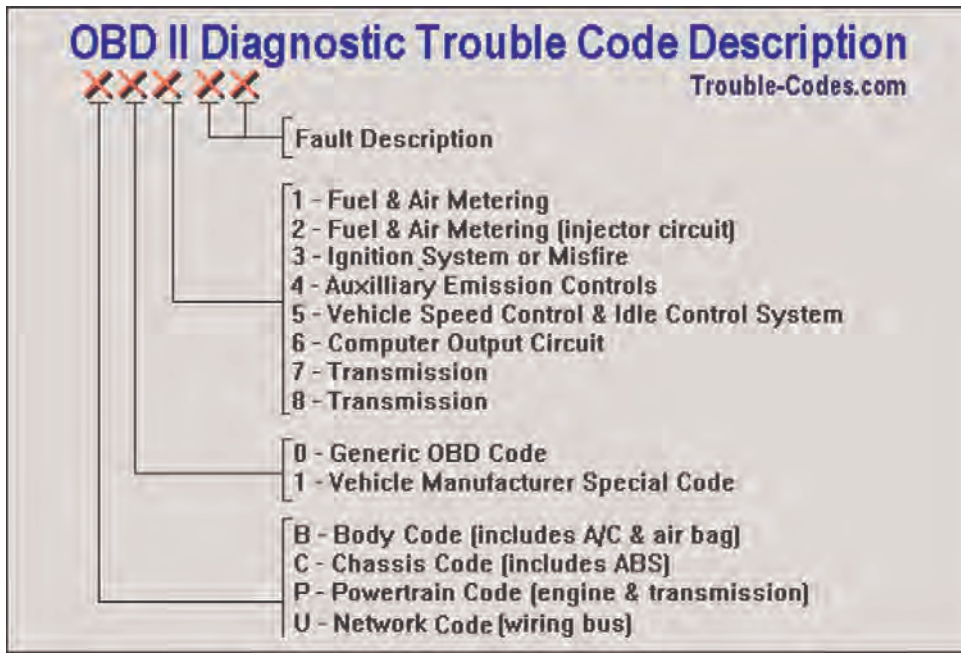 OBD II Diagnostic Trouble Code Description
XXX XX
Trouble-Codes.com
Fault Description
1 - Fuel & Air Metering
2 - Fuel & Air Metering (injector circuit)
3 - Ignition System or Misfire
4 - Auxilliary Emission Controls
5 - Vehicle Speed Control & Idle Control System
6 - Computer Output Circuit
7 - Transmission
8 - Transmission
0 - Generic OBD Code
1 - Vehicle Manufacturer Special Code
B - Body Code (includes A/C & air bag)
C - Chassis Code (includes ABS)
P - Powertrain Code (engine & transmission)
U - Network Code (wiring bus)